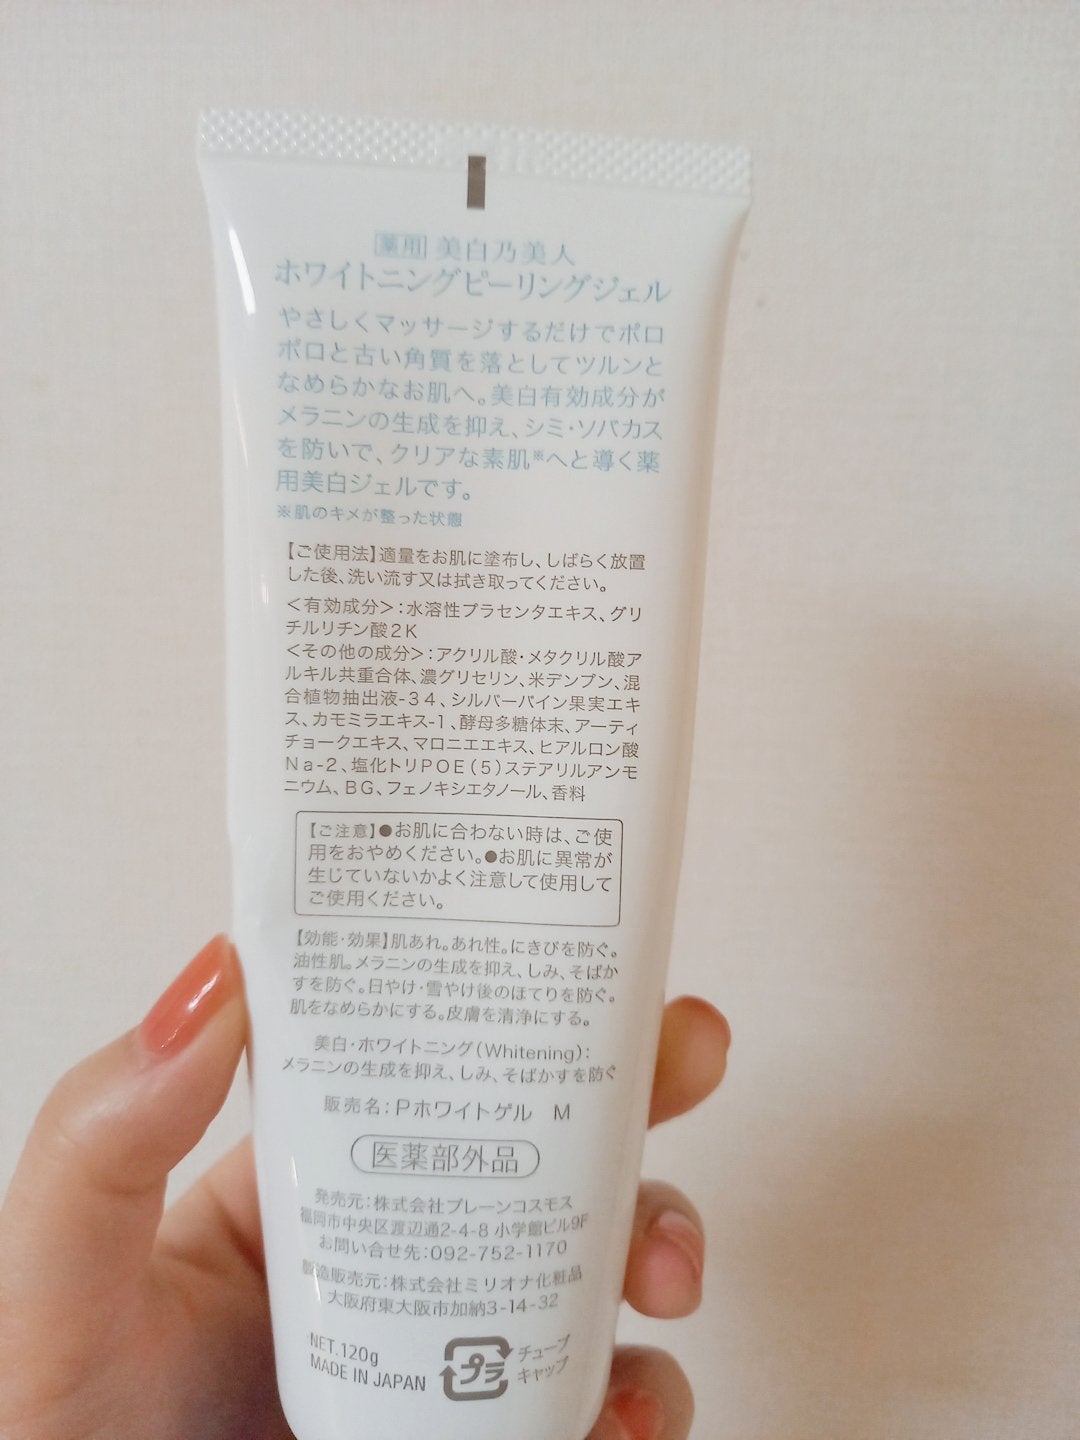 薬用 美白乃美人
ホワイトニングピーリングジェル
やさしくマッサージするだけでポロ
ポロと古い角質を落としてツルンと
なめらかなお肌へ。美白有効成分が
メラニンの生成を抑え、シミ・ソバカス
を防いで、クリアな素肌※へと導く薬
用美白ジェルです。
※肌のキメが整った状態
【ご使用法】適量をお肌に塗布し、しばらく放置
した後、洗い流す又は拭き取ってください。
＜有効成分＞：水溶性プラセンタエキス、グリ
チルリチン酸２Ｋ
＜その他の成分＞：アクリル酸・メタクリル酸ア
ルキル共重合体、濃グリセリン、米デンプン、混
合植物抽出液-３４、シルバーバイン果実エキ
ス、カモミラエキス-１、酵母多糖体末、アーティ
チョークエキス、マロニエエキス、ヒアルロン酸
Ｎａ-２、塩化トリＰＯＥ（５）ステアリルアンモ
ニウム、ＢＧ、フェノキシエタノール、香料
【ご注意】●お肌に合わない時は、ご使
用をおやめください。●お肌に異常が
生じていないかよく注意して使用して
ご使用ください。
【効能・効果】肌あれ。あれ性。にきびを防ぐ。
油性肌。メラニンの生成を抑え、しみ、そばか
すを防ぐ。日やけ・雪やけ後のほてりを防ぐ。
肌をなめらかにする。皮膚を清浄にする。
美白・ホワイトニング（Whitening）：
メラニンの生成を抑え、しみ、そばかすを防ぐ
販売名：Ｐホワイトゲル　Ｍ
医薬部外品
発売元：株式会社ブレーンコスモス
福岡市中央区渡辺通2-4-8 小学館ビル9F
お問い合せ先：092-752-1170
製造販売元：株式会社ミリオナ化粧品
大阪府東大阪市加納3-14-32
NET.120g
MADE IN JAPAN
プラ
チューブ
キャップ